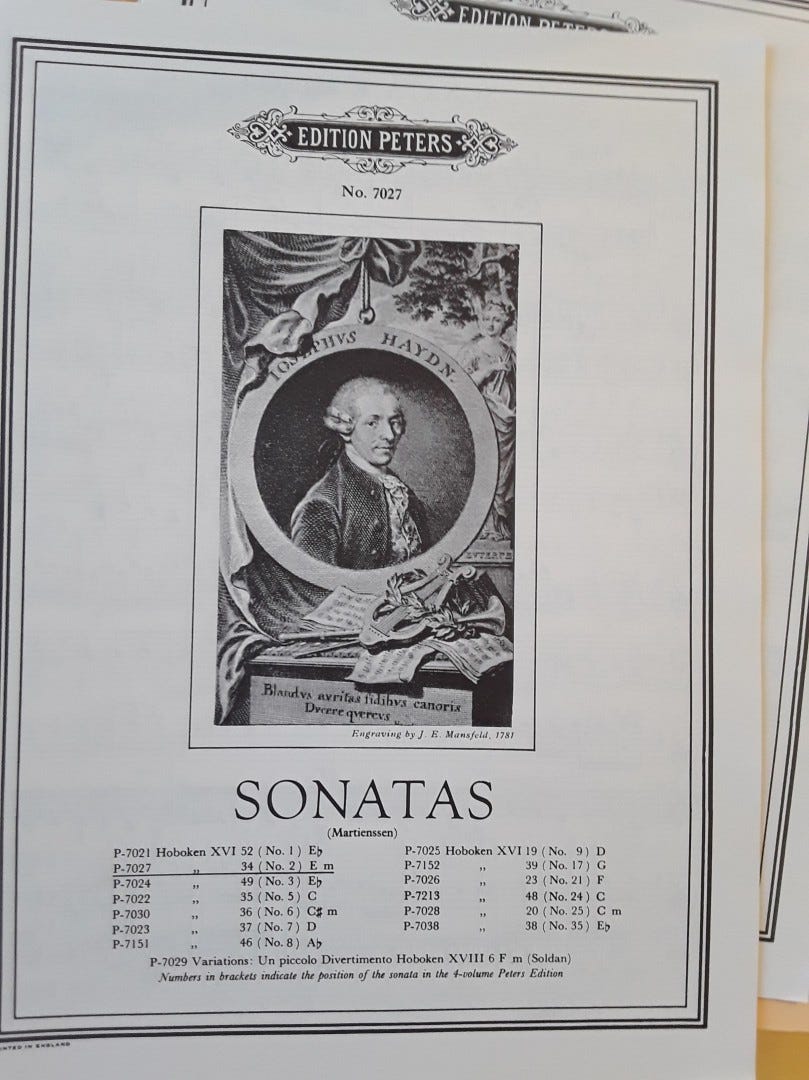 EDITION PETERS
EDITION PETERS
No. 7027
IOSEPHVS HAYDN.
EVTERPE
Blandvs avritas fidibvs canoris
Dvcere qvercvs
Engraving by J. E. Mansfeld, 1781
SONATAS
(Martienssen)
P-7021 Hoboken XVI 52 (No. 1) E♭
P-7027 „ 34 (No. 2) E m
P-7024 „ 49 (No. 3) E♭
P-7022 „ 35 (No. 5) C
P-7030 „ 36 (No. 6) C♯ m
P-7023 „ 37 (No. 7) D
P-7151 „ 46 (No. 8) A♭
P-7025 Hoboken XVI 19 (No. 9) D
P-7152 „ 39 (No. 17) G
P-7026 „ 23 (No. 21) F
P-7213 „ 48 (No. 24) C
P-7028 „ 20 (No. 25) C m
P-7038 „ 38 (No. 35) E♭
P-7029 Variations: Un piccolo Divertimento Hoboken XVIII 6 F m (Soldan)
Numbers in brackets indicate the position of the sonata in the 4-volume Peters Edition
NTED IN ENGLAND